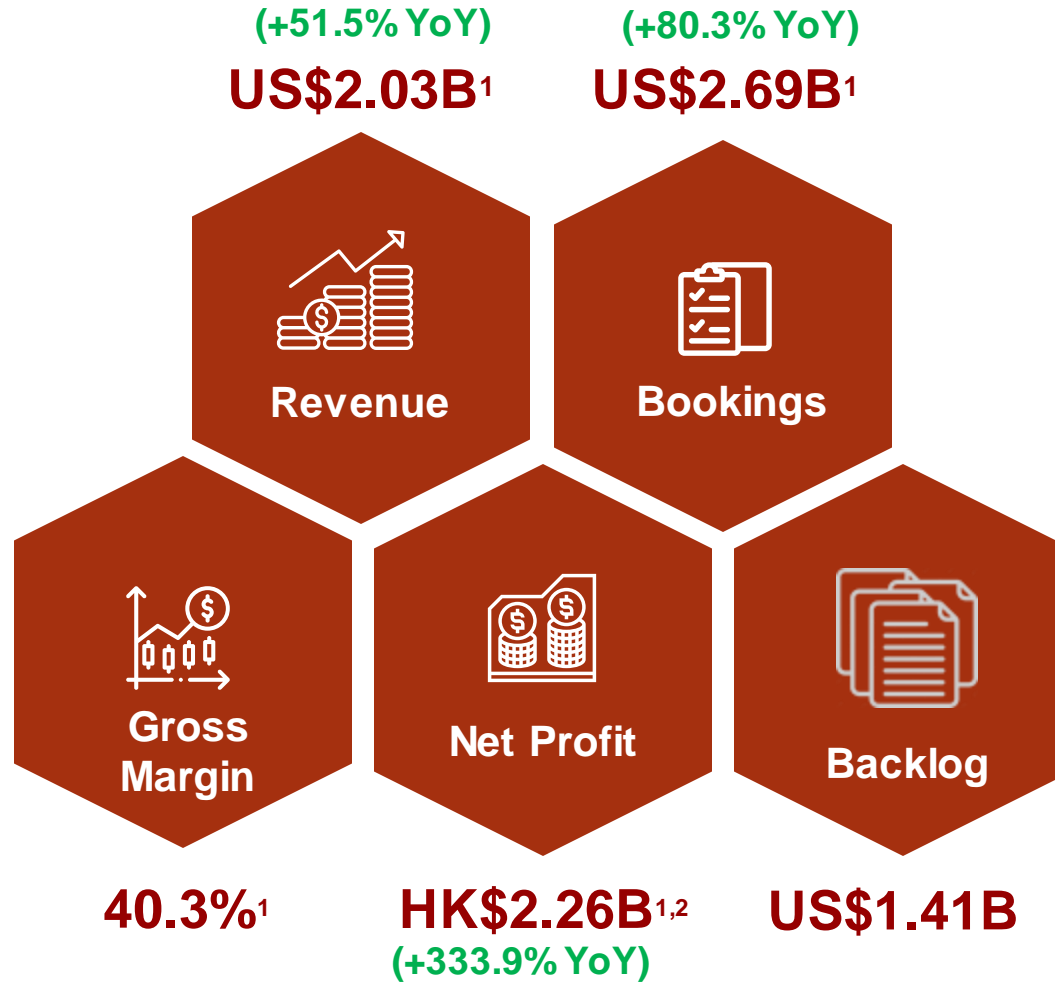 (+51.5% YoY)
US$2.03B1
Revenue
(+80.3% YoY)
US$2.69B1
Bookings
Gross
Margin
40.3%1
Net Profit
HK$2.26B1,2
(+333.9% YoY)
Backlog
US$1.41B